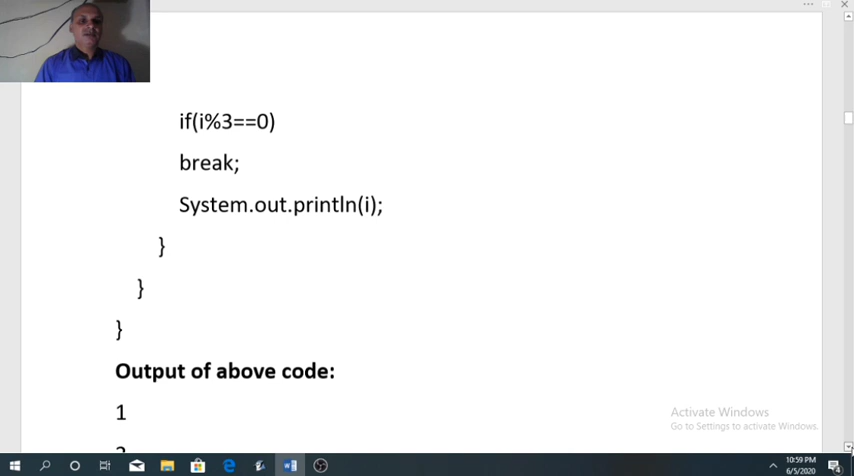 if(i%3==0)
break;
System.out.println(i);
}
}
}
Output of above code:
1
2
Activate Windows
Go to Settings to activate Windows.
10:59 PM
6/5/2020